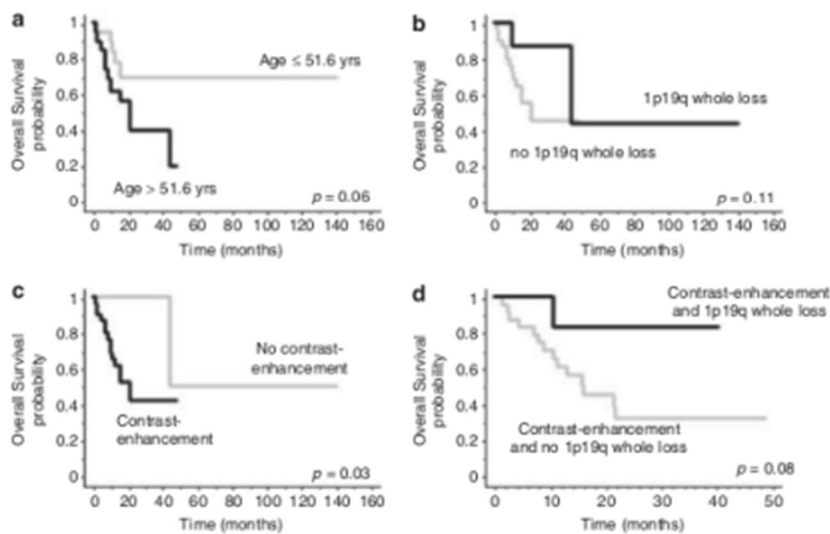 a
Overall Survival
probability
1
0.8
0.6
0.4
0.2
0
Age ≤ 51.6 yrs
Age > 51.6 yrs
p = 0.06
0 20 40 60 80 100 120 140 160
Time (months)
b
Overall Survival
probability
1
0.8
0.6
0.4
0.2
0
1p19q whole loss
no 1p19q whole loss
p = 0.11
0 20 40 60 80 100 120 140 160
Time (months)
c
Overall Survival
probability
1
0.8
0.6
0.4
0.2
0
No contrast-
enhancement
Contrast-
enhancement
p = 0.03
0 20 40 60 80 100 120 140 160
Time (months)
d
Overall Survival
probability
1
0.8
0.6
0.4
0.2
0
Contrast-enhancement
and 1p19q whole loss
Contrast-enhancement
and no 1p19q whole loss
p = 0.08
0 10 20 30 40 50
Time (months)